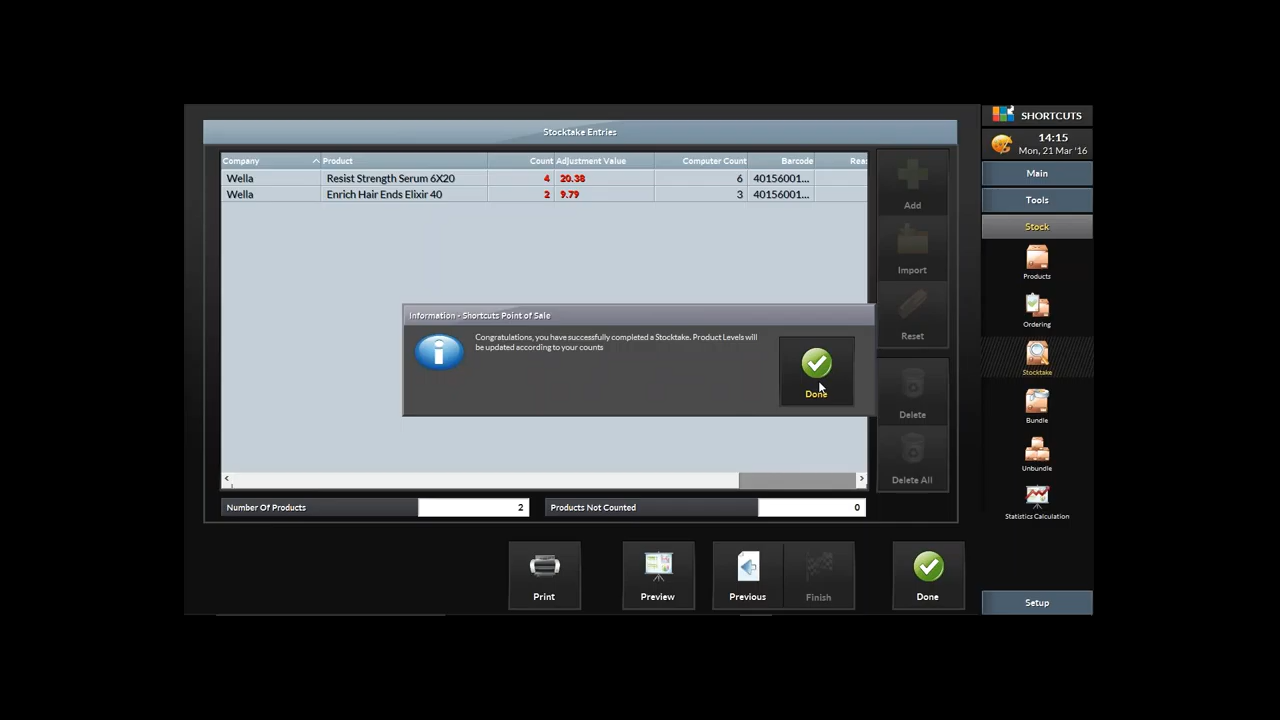 SHORTCUTS
14:15
Mon, 21 Mar '16
Main
Tools
Stock
Products
Ordering
Stocktake
Bundle
Unbundle
Statistics Calculation
Setup
Stocktake Entries
Company Product Count Adjustment Value Computer Count Barcode Reas
Wella Resist Strength Serum 6X20 4 20.38 6 40156001...
Wella Enrich Hair Ends Elixir 40 2 9.79 3 40156001...
Add
Import
Reset
Delete
Delete All
Information - Shortcuts Point of Sale
Congratulations, you have successfully completed a Stocktake. Product Levels will
be updated according to your counts
Done
Number Of Products 2 Products Not Counted 0
Print Preview Previous Finish Done